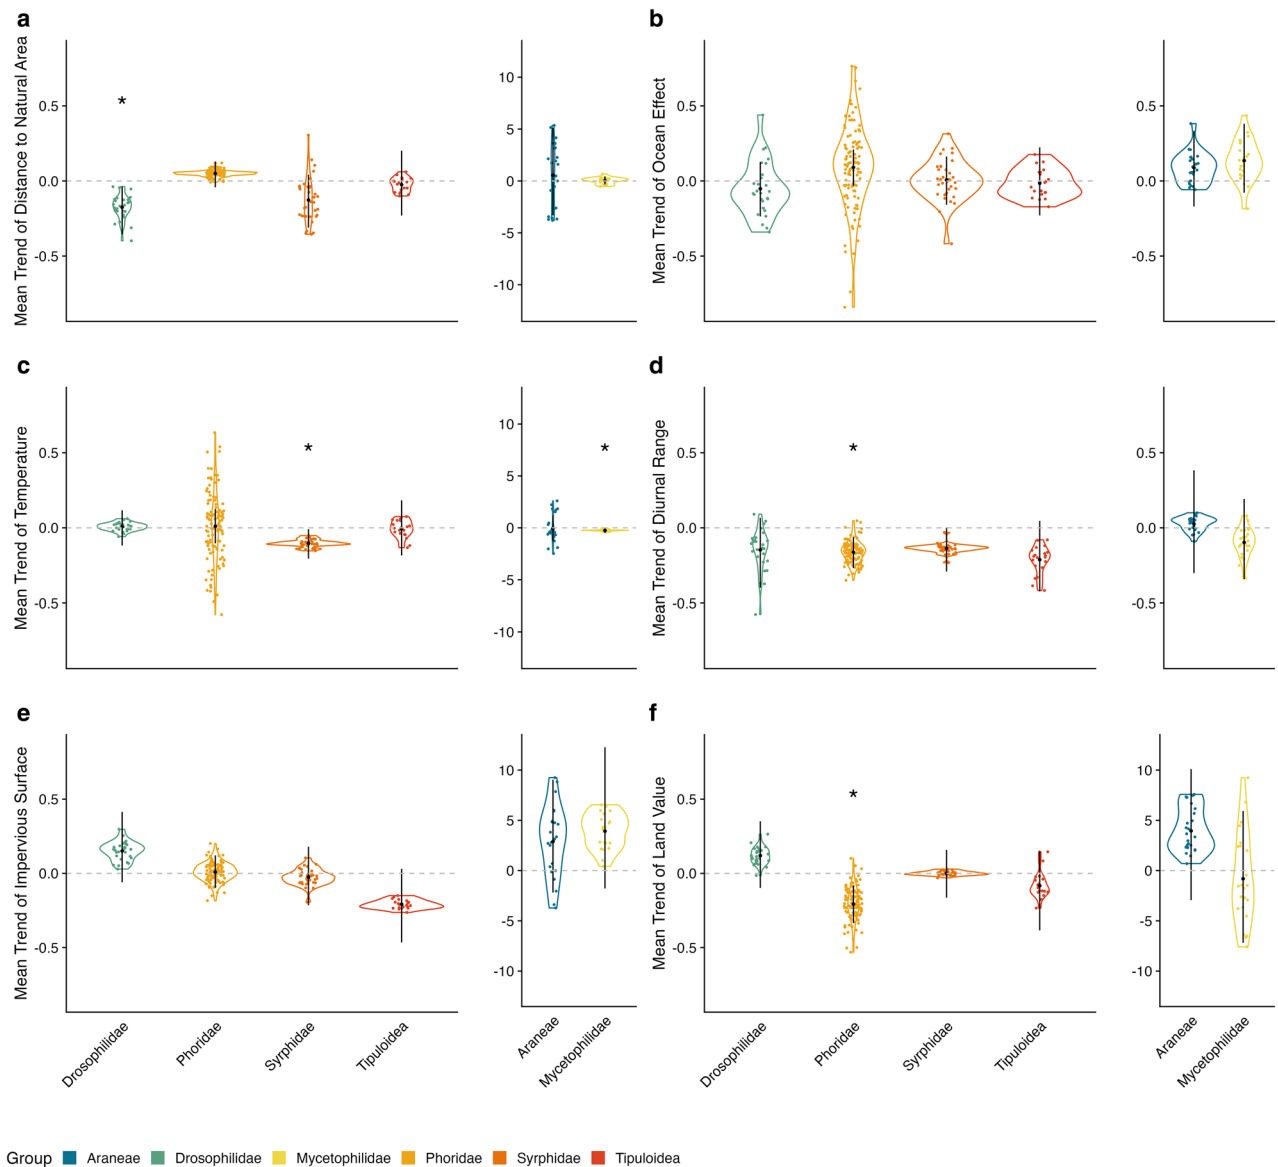 a
Mean Trend of Distance to Natural Area
0.5
0.0
-0.5
*
10
5
0
-5
-10
b
Mean Trend of Ocean Effect
0.5
0.0
-0.5
0.5
0.0
-0.5
c
Mean Trend of Temperature
0.5
0.0
-0.5
*
10
5
0
-5
-10
*
d
Mean Trend of Diurnal Range
0.5
0.0
-0.5
*
0.5
0.0
-0.5
e
Mean Trend of Impervious Surface
0.5
0.0
-0.5
Drosophilidae
Phoridae
Syrphidae
Tipuloidea
10
5
0
-5
-10
Araneae
Mycetophilidae
f
Mean Trend of Land Value
0.5
0.0
-0.5
*
Drosophilidae
Phoridae
Syrphidae
Tipuloidea
10
5
0
-5
-10
Araneae
Mycetophilidae
Group Araneae Drosophilidae Mycetophilidae Phoridae Syrphidae Tipuloidea